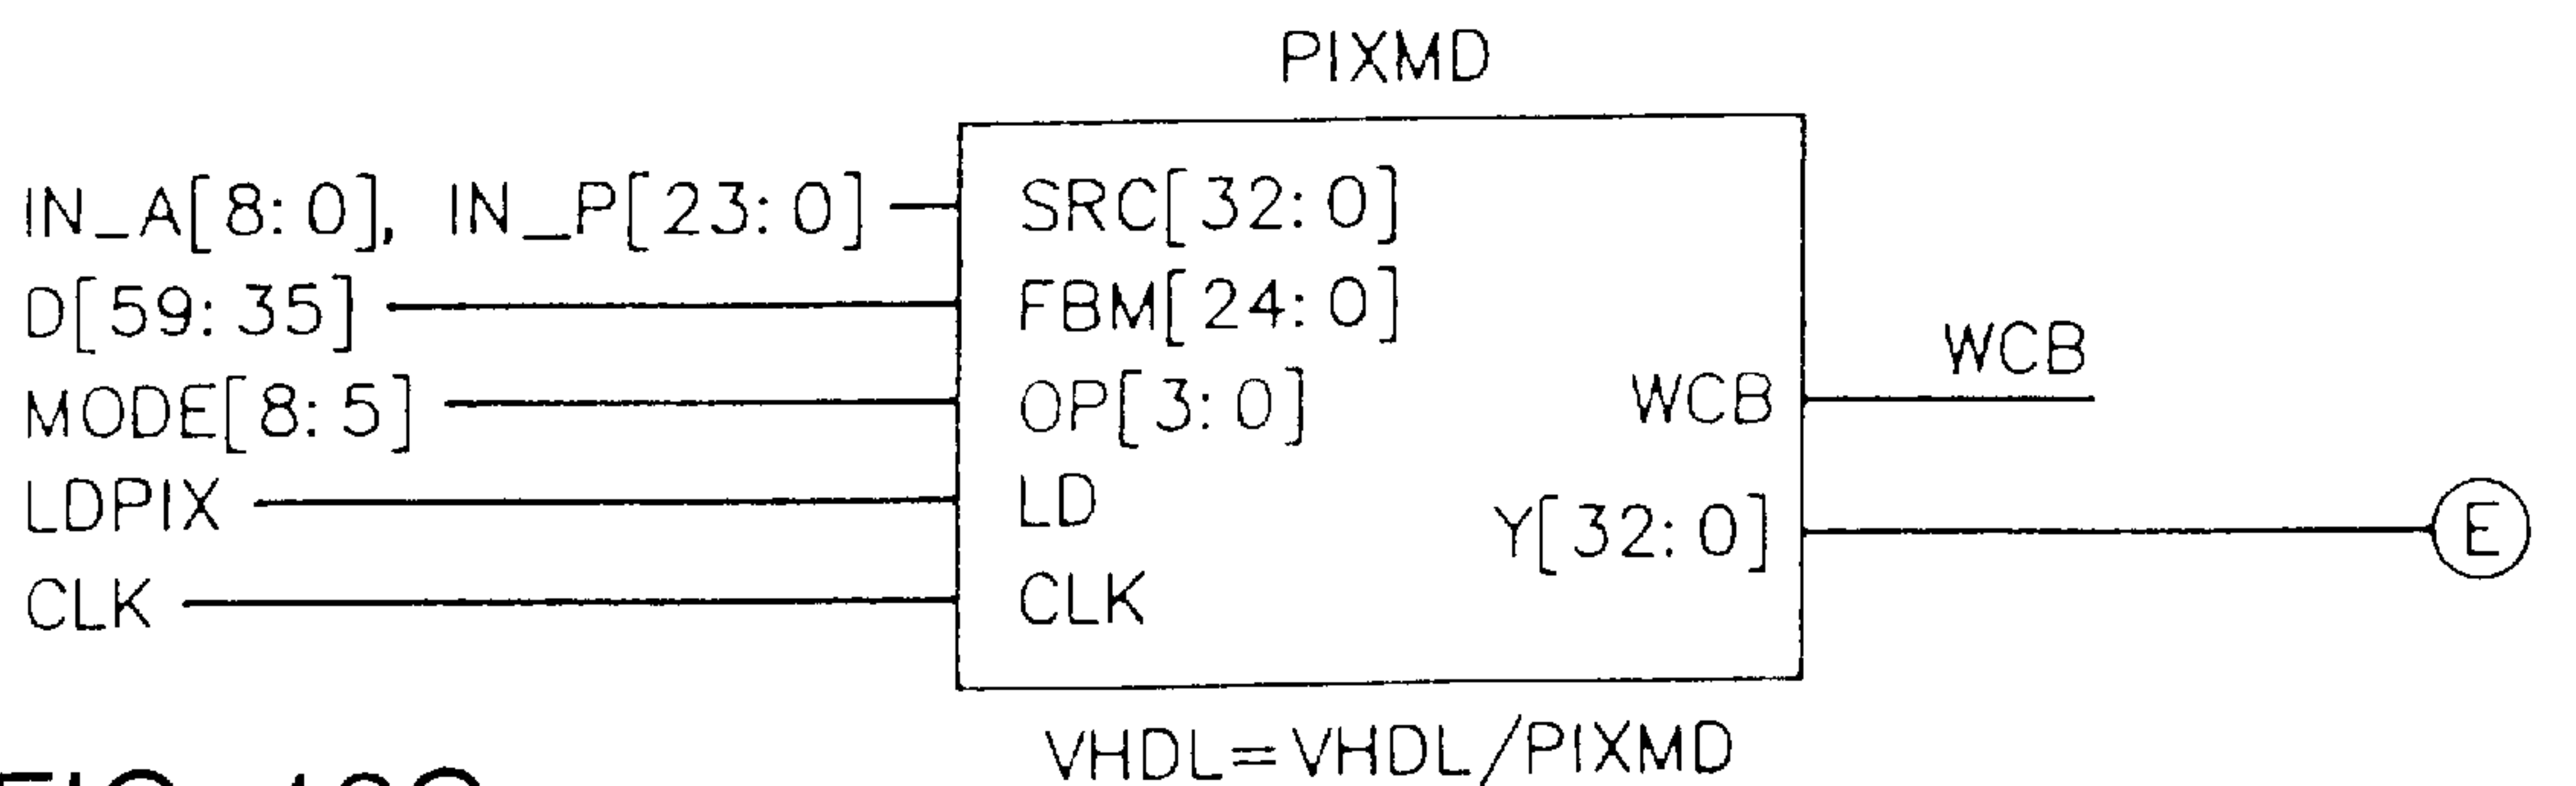 PIXMD
IN_A[8:0], IN_P[23:0]
SRC[32:0]
D[59:35]
FBM[24:0]
MODE[8:5]
OP[3:0]
LDPIX
LD
CLK
CLK
WCB
WCB
Y[32:0]
E
VHDL=VHDL/PIXMD